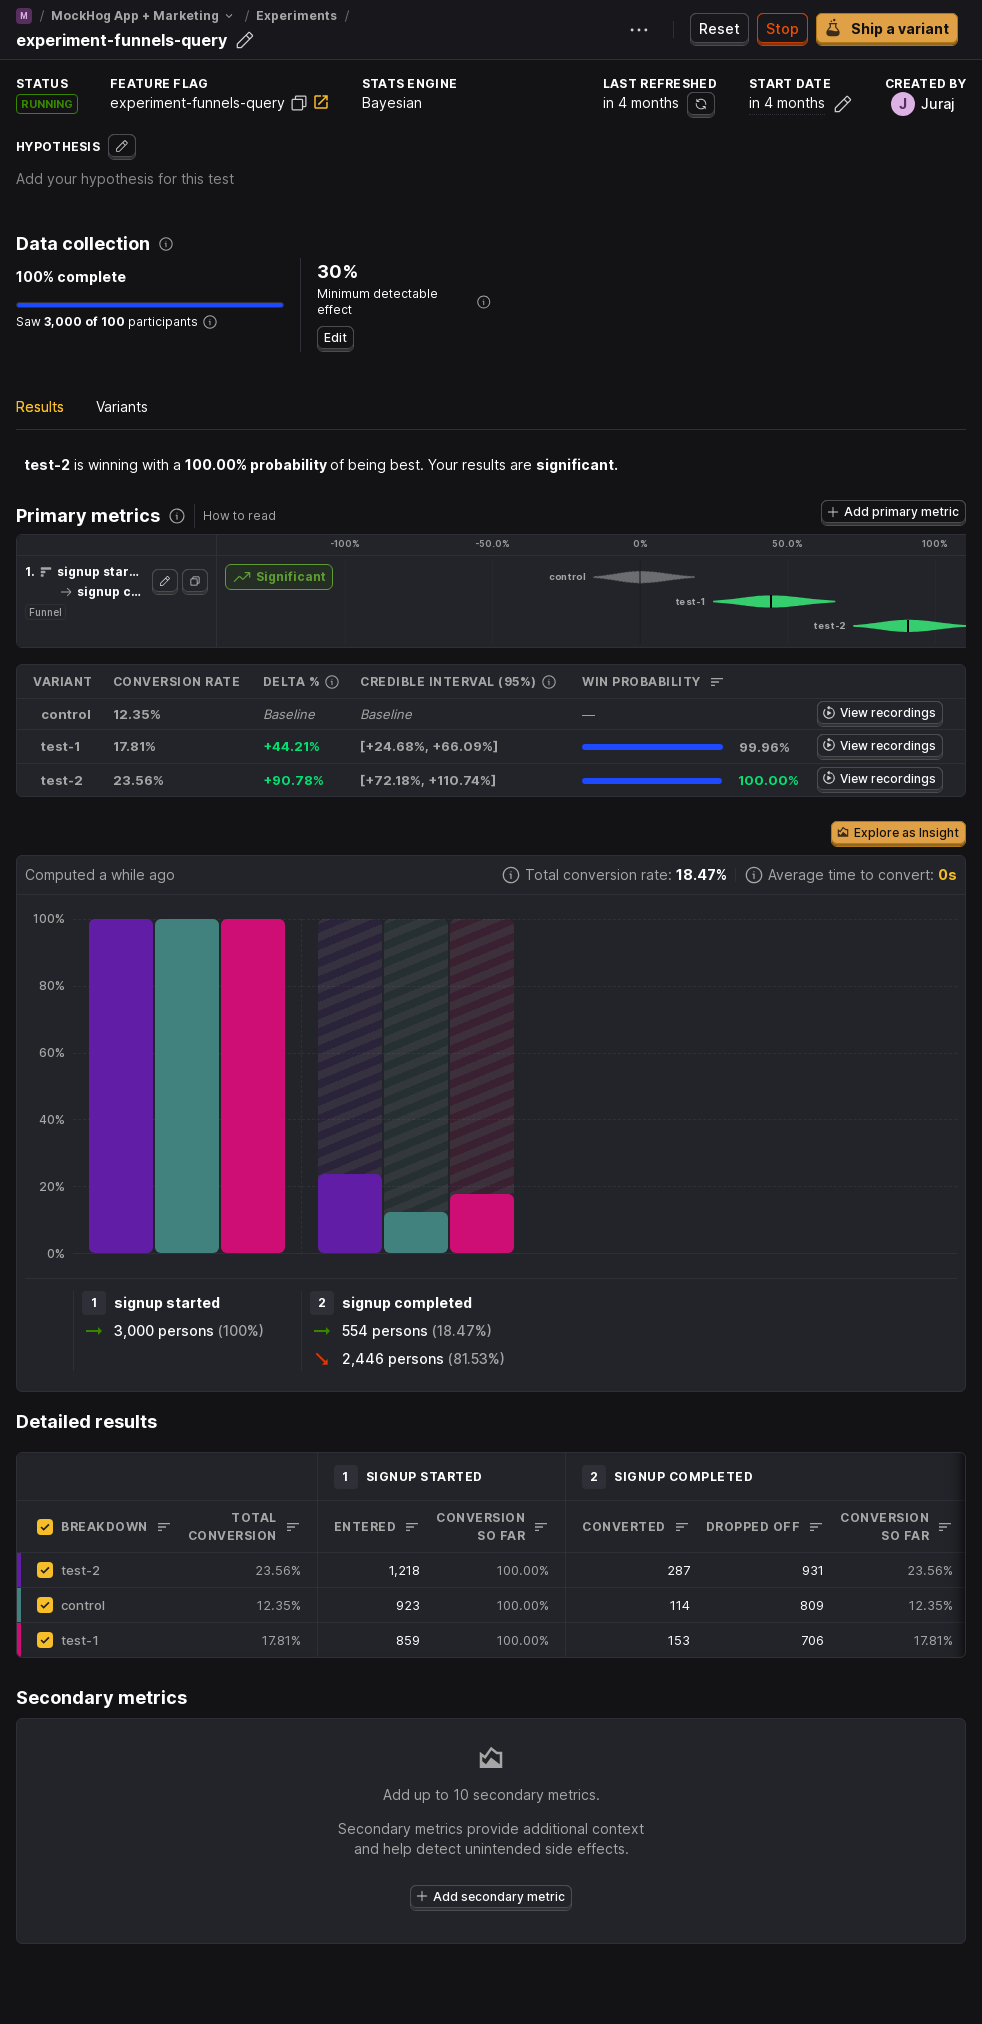 M / MockHog App + Marketing / Experiments /
experiment-funnels-query
Reset
Stop
Ship a variant
STATUS
RUNNING
FEATURE FLAG
experiment-funnels-query
STATS ENGINE
Bayesian
LAST REFRESHED
in 4 months
START DATE
in 4 months
CREATED BY
J Juraj
HYPOTHESIS
Add your hypothesis for this test
Data collection
100% complete
Saw 3,000 of 100 participants
30%
Minimum detectable
effect
Edit
Results Variants
test-2 is winning with a 100.00% probability of being best. Your results are significant.
Primary metrics How to read
Add primary metric
-100% -50.0% 0% 50.0% 100%
1. signup star...
→ signup c...
Funnel
Significant
control
test-1
test-2
VARIANT CONVERSION RATE DELTA % CREDIBLE INTERVAL (95%) WIN PROBABILITY
control 12.35% Baseline Baseline — View recordings
test-1 17.81% +44.21% [+24.68%, +66.09%] 99.96% View recordings
test-2 23.56% +90.78% [+72.18%, +110.74%] 100.00% View recordings
Explore as Insight
Computed a while ago Total conversion rate: 18.47% Average time to convert: 0s
100%
80%
60%
40%
20%
0%
1 signup started
3,000 persons (100%)
2 signup completed
554 persons (18.47%)
2,446 persons (81.53%)
Detailed results
1 SIGNUP STARTED 2 SIGNUP COMPLETED
BREAKDOWN TOTAL CONVERSION ENTERED CONVERSION SO FAR CONVERTED DROPPED OFF CONVERSION SO FAR
test-2 23.56% 1,218 100.00% 287 931 23.56%
control 12.35% 923 100.00% 114 809 12.35%
test-1 17.81% 859 100.00% 153 706 17.81%
Secondary metrics
Add up to 10 secondary metrics.
Secondary metrics provide additional context
and help detect unintended side effects.
Add secondary metric